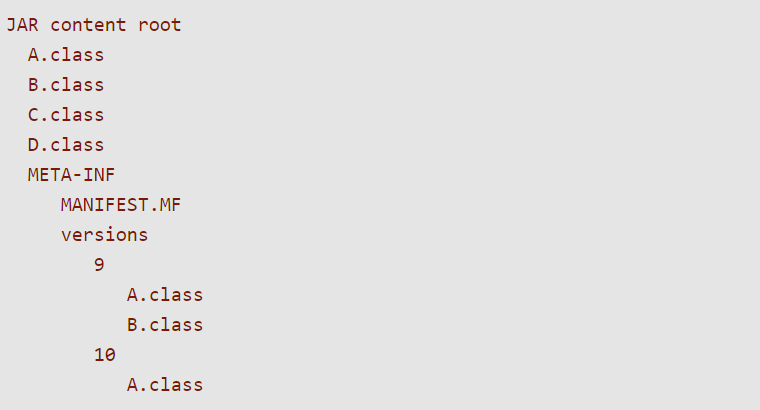 JAR content root
A.class
B.class
C.class
D.class
META-INF
MANIFEST.MF
versions
9
A.class
B.class
10
A.class